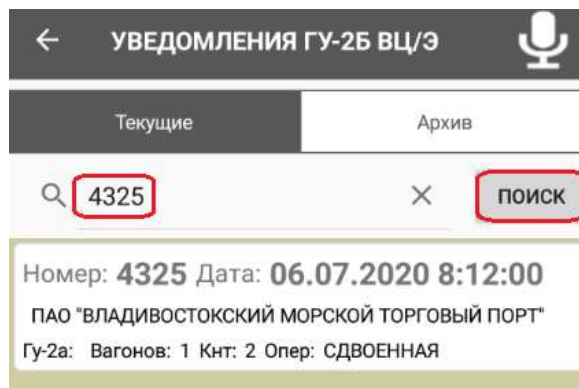 УВЕДОМЛЕНИЯ ГУ-2Б ВЦ/Э
Текущие Архив
4325 ПОИСК
Номер: 4325 Дата: 06.07.2020 8:12:00
ПАО "ВЛАДИВОСТОКСКИЙ МОРСКОЙ ТОРГОВЫЙ ПОРТ"
Гу-2а: Вагонов: 1 Кнт: 2 Опер: СДВОЕННАЯ